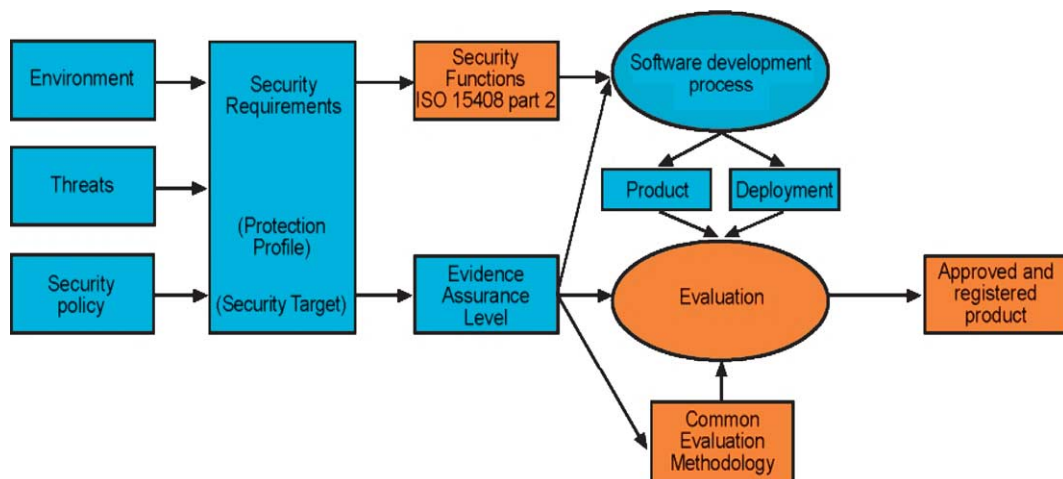 Environment
Threats
Security
policy
Security
Requirements
(Protection
Profile)
(Security Target)
Security
Functions
ISO 15408 part 2
Evidence
Assurance
Level
Software development
process
Product
Deployment
Evaluation
Common
Evaluation
Methodology
Approved and
registered
product